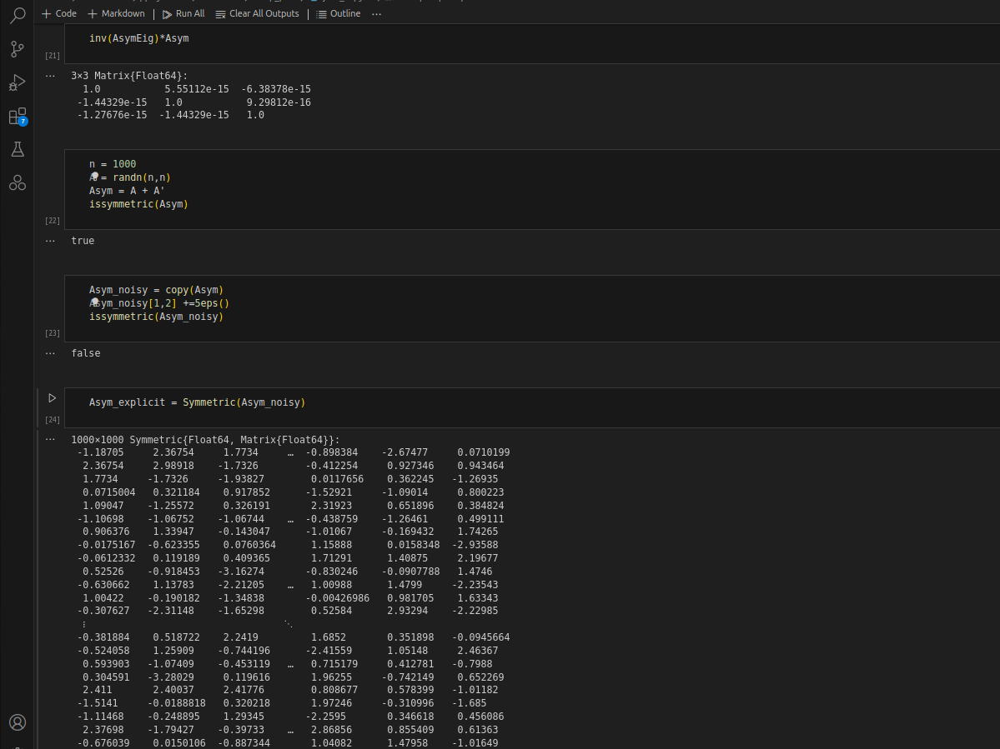 + Code + Markdown | Run All Clear All Outputs | Outline ...
inv(AsymEig)*Asym
[21]
... 3×3 Matrix{Float64}:
1.0 5.55112e-15 -6.38378e-15
-1.44329e-15 1.0 9.29812e-16
-1.27676e-15 -1.44329e-15 1.0
7
n = 1000
A = randn(n,n)
Asym = A + A'
issymmetric(Asym)
[22]
... true
Asym_noisy = copy(Asym)
Asym_noisy[1,2] +=5eps()
issymmetric(Asym_noisy)
[23]
... false
Asym_explicit = Symmetric(Asym_noisy)
[24]
... 1000×1000 Symmetric{Float64, Matrix{Float64}}:
-1.18705 2.36754 1.7734 … -0.898384 -2.67477 0.0710199
2.36754 2.98918 -1.7326 -0.412254 0.927346 0.943464
1.7734 -1.7326 -1.93827 0.0117656 0.362245 -1.26935
0.0715004 0.321184 0.917852 -1.52921 -1.09014 0.800223
1.09047 -1.25572 0.326191 2.31923 0.651896 0.384824
-1.10698 -1.06752 -1.06744 … -0.438759 -1.26461 0.499111
0.906376 1.33947 -0.143047 -1.01067 -0.169432 1.74265
-0.0175167 -0.623355 0.0760364 1.15888 0.0158348 -2.93588
-0.0612332 0.119189 0.409365 1.71291 1.40875 2.19677
0.52526 -0.918453 -3.16274 -0.830246 -0.0907788 1.4746
-0.630662 1.13783 -2.21205 … 1.00988 1.4799 -2.23543
1.00422 -0.190182 -1.34838 -0.00426986 0.981705 1.63343
-0.307627 -2.31148 -1.65298 0.52584 2.93294 -2.22985
⋮ ⋱
-0.381884 0.518722 2.2419 1.6852 0.351898 -0.0945664
-0.524058 1.25909 -0.744196 -2.41559 1.05148 2.46367
0.593903 -1.07409 -0.453119 … 0.715179 0.412781 -0.7988
0.304591 -3.28029 0.119616 1.96255 -0.742149 0.652269
2.411 2.40037 2.41776 0.808677 0.578399 -1.01182
-1.5141 -0.0188818 0.320218 1.97246 -0.310996 -1.685
-1.11468 -0.248895 1.29345 -2.2595 0.346618 0.456086
2.37698 -1.79427 -0.39733 … 2.86856 0.855409 0.61363
-0.676039 0.0150106 -0.887344 1.04082 1.47958 -1.01649